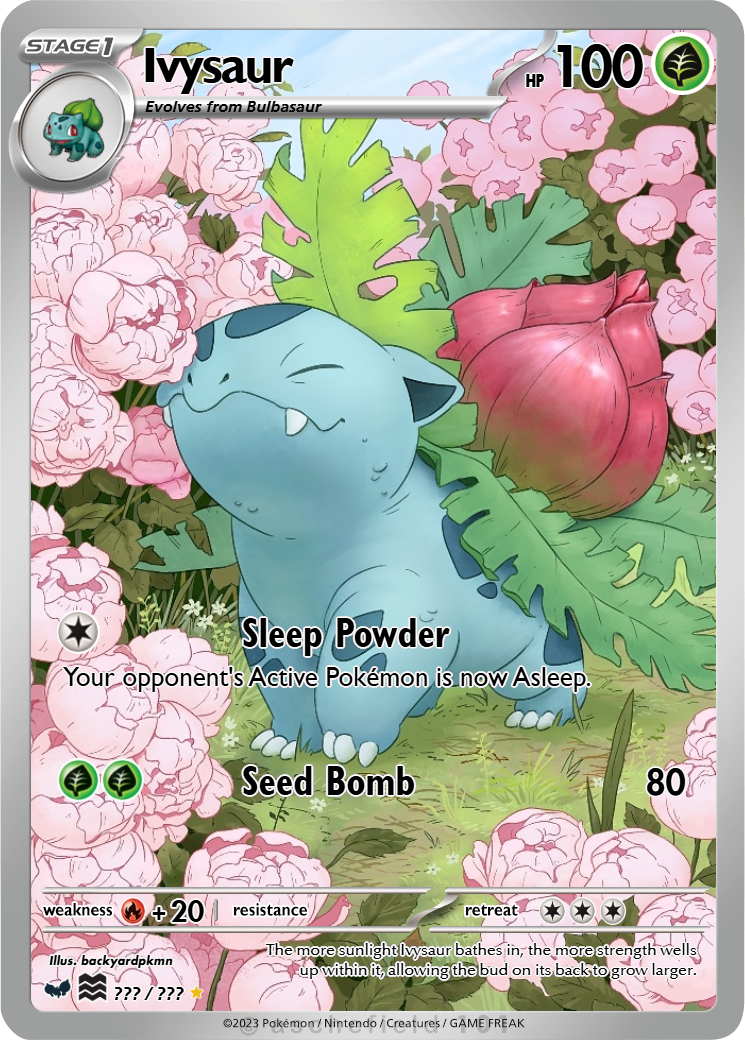 STAGE1
Ivysaur
HP 100
Evolves from Bulbasaur
Sleep Powder
Your opponent's Active Pokémon is now Asleep.
Seed Bomb 80
weakness +20 resistance retreat
Illus. backyardpkmn
The more sunlight Ivysaur bathes in, the more strength wells
up within it, allowing the bud on its back to grow larger.
??? / ???
©2023 Pokémon / Nintendo / Creatures / GAME FREAK